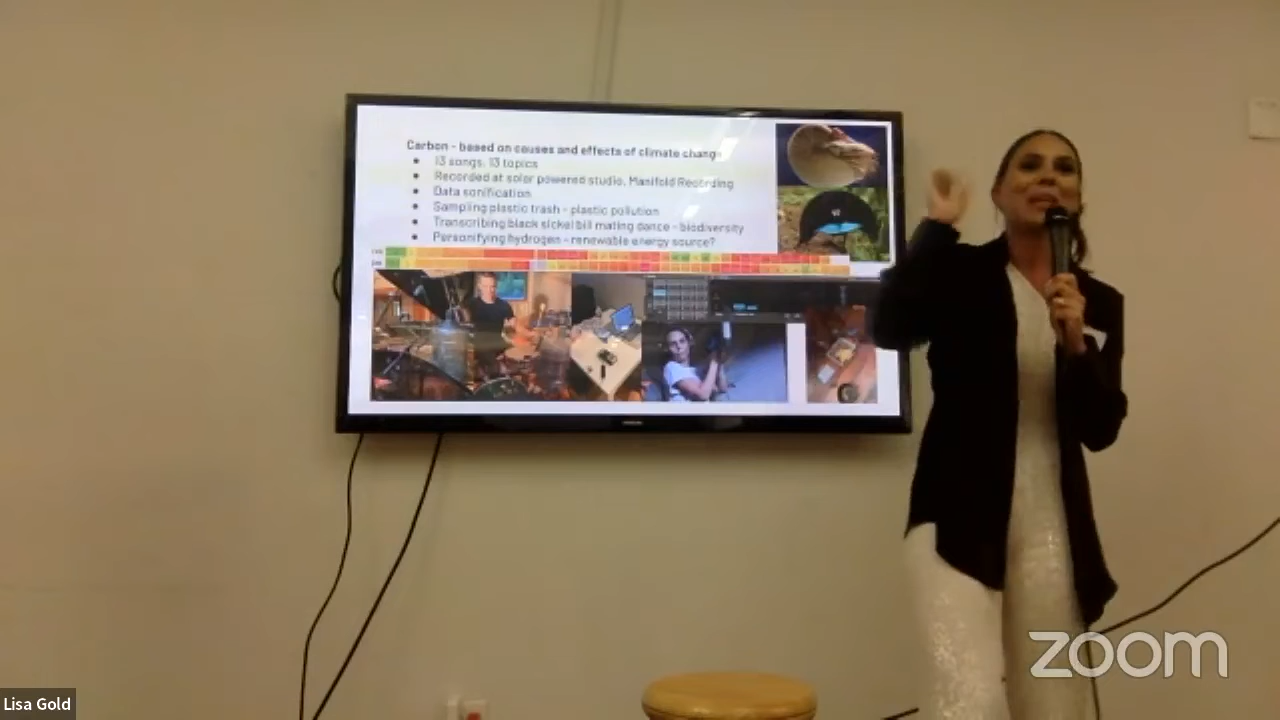 Carbon - based on causes and effects of climate change
13 songs, 13 topics
Recorded at solar powered studio, Manifold Recording
Data sonification
Sampling plastic trash - plastic pollution
Transcribing black sickel bill mating dance - biodiversity
Personifying hydrogen - renewable energy source?
zoom
Lisa Gold